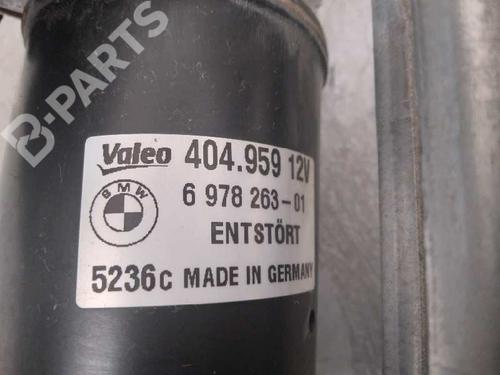 B-PARTS
Valeo 404.959 12V
BMW
6 978 263-01
ENTSTÖRT
5236c MADE IN GERMANY